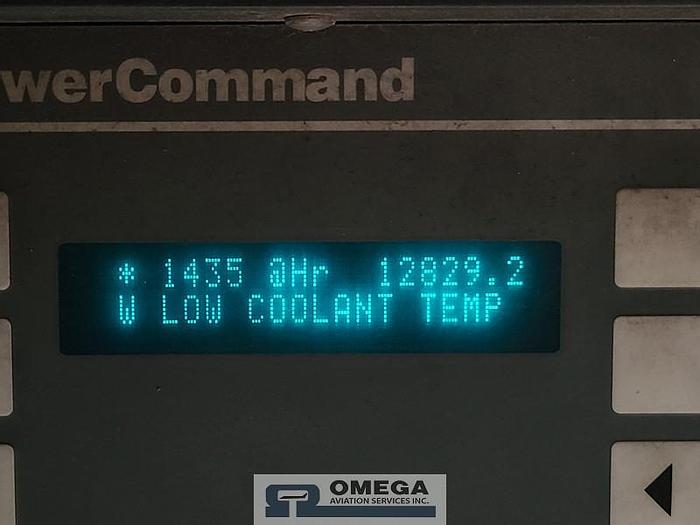 werCommand
* 1435 @Hr 12829.2
W LOW COOLANT TEMP
OMEGA
AVIATION SERVICES INC.